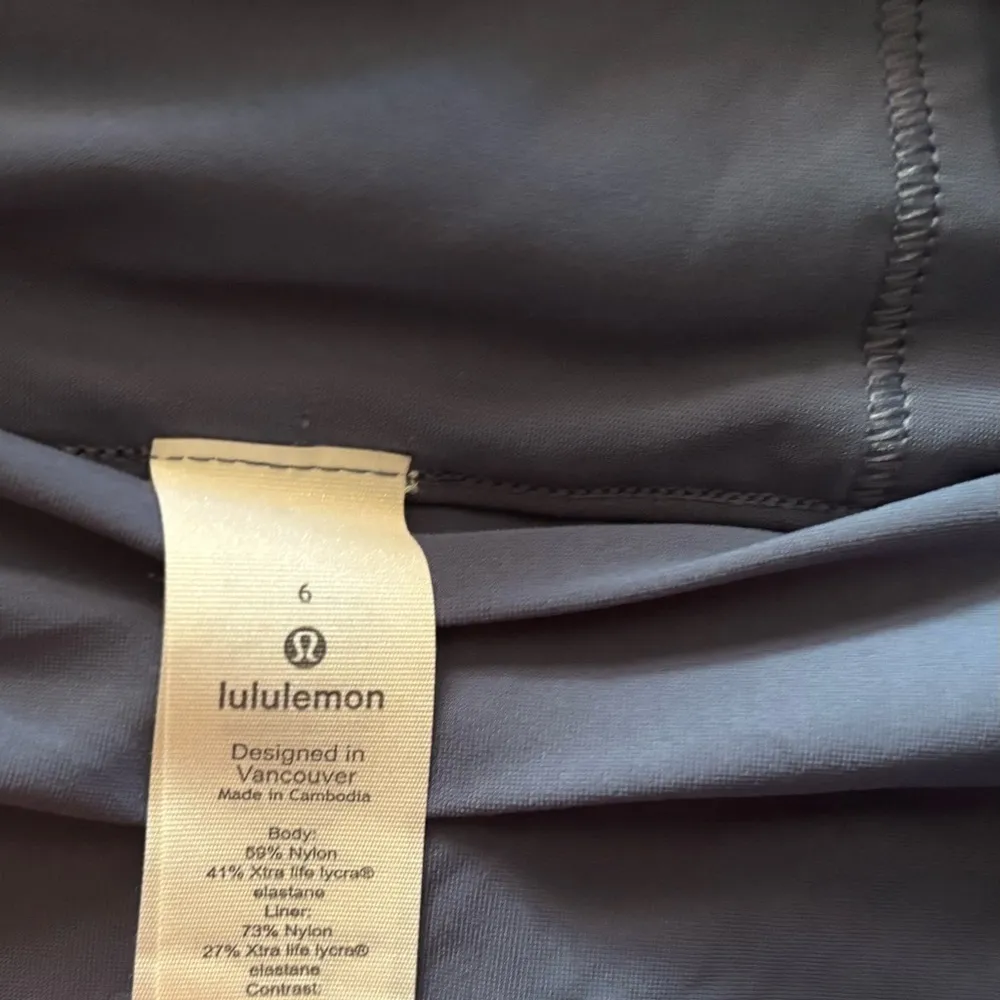 6
lululemon
Designed in
Vancouver
Made in Cambodia
Body:
59% Nylon
41% Xtra life lycra®
elastane
Liner:
73% Nylon
27% Xtra life lycra®
elastane
Contrast: